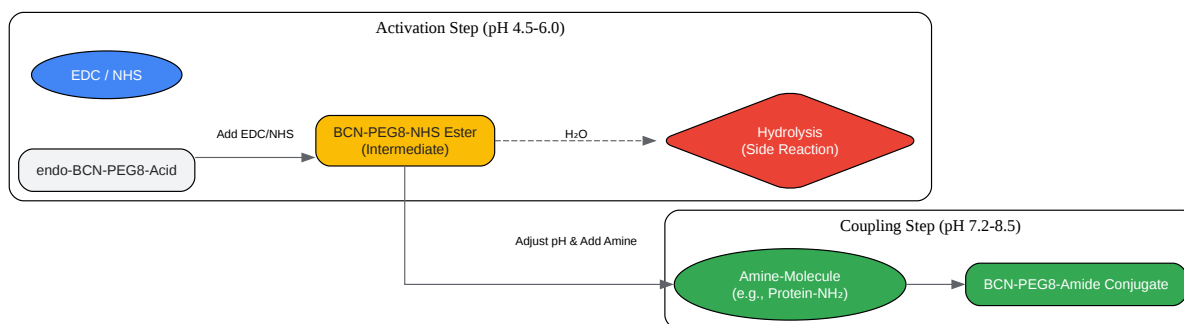 Activation Step (pH 4.5-6.0)
EDC / NHS
Add EDC/NHS
endo-BCN-PEG8-Acid
BCN-PEG8-NHS Ester
(Intermediate)
H₂O
Hydrolysis
(Side Reaction)
Adjust pH & Add Amine
Coupling Step (pH 7.2-8.5)
Amine-Molecule
(e.g., Protein-NH₂)
BCN-PEG8-Amide Conjugate